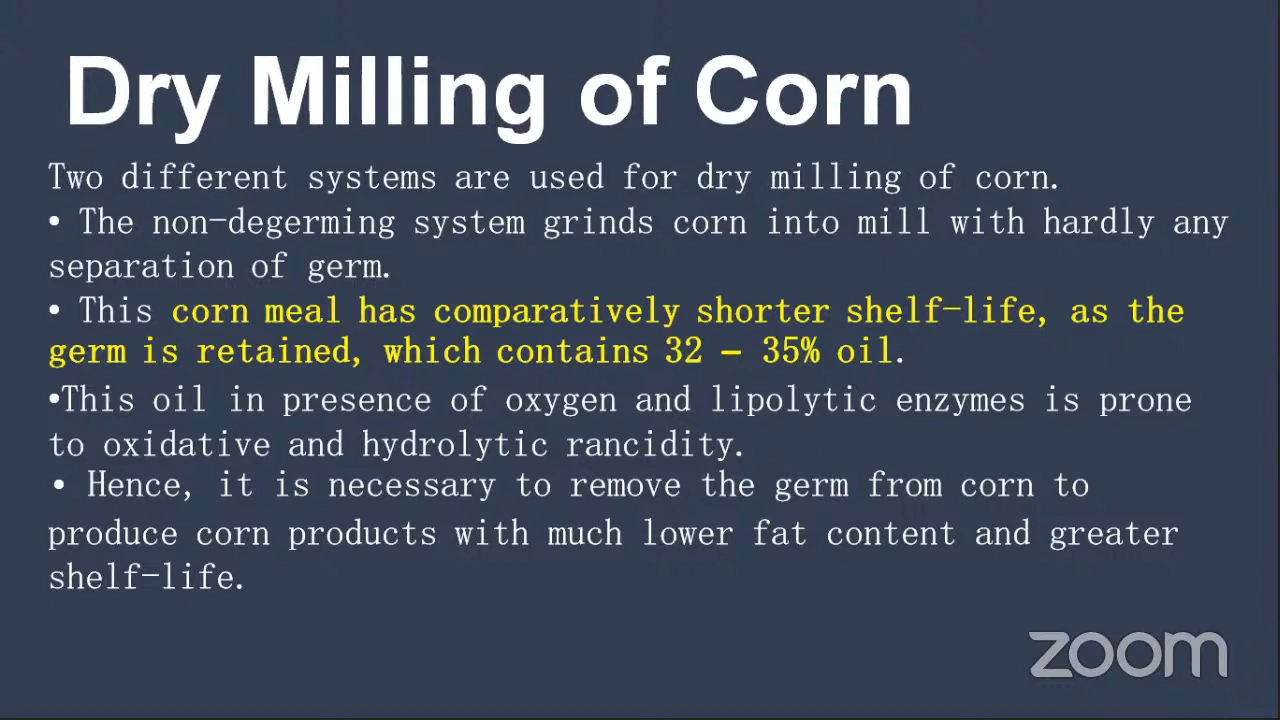 Dry Milling of Corn
Two different systems are used for dry milling of corn.
• The non-degerming system grinds corn into mill with hardly any
separation of germ.
• This corn meal has comparatively shorter shelf-life, as the
germ is retained, which contains 32 – 35% oil.
•This oil in presence of oxygen and lipolytic enzymes is prone
to oxidative and hydrolytic rancidity.
• Hence, it is necessary to remove the germ from corn to
produce corn products with much lower fat content and greater
shelf-life.
zoom